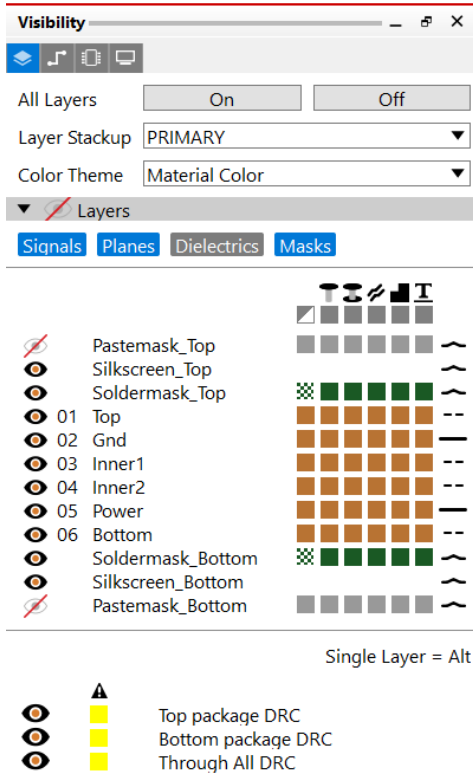 Visibility
All Layers On Off
Layer Stackup PRIMARY
Color Theme Material Color
Layers
Signals Planes Dielectrics Masks
T
Pastemask_Top
Silkscreen_Top
Soldermask_Top
01 Top
02 Gnd
03 Inner1
04 Inner2
05 Power
06 Bottom
Soldermask_Bottom
Silkscreen_Bottom
Pastemask_Bottom
Single Layer = Alt
Top package DRC
Bottom package DRC
Through All DRC